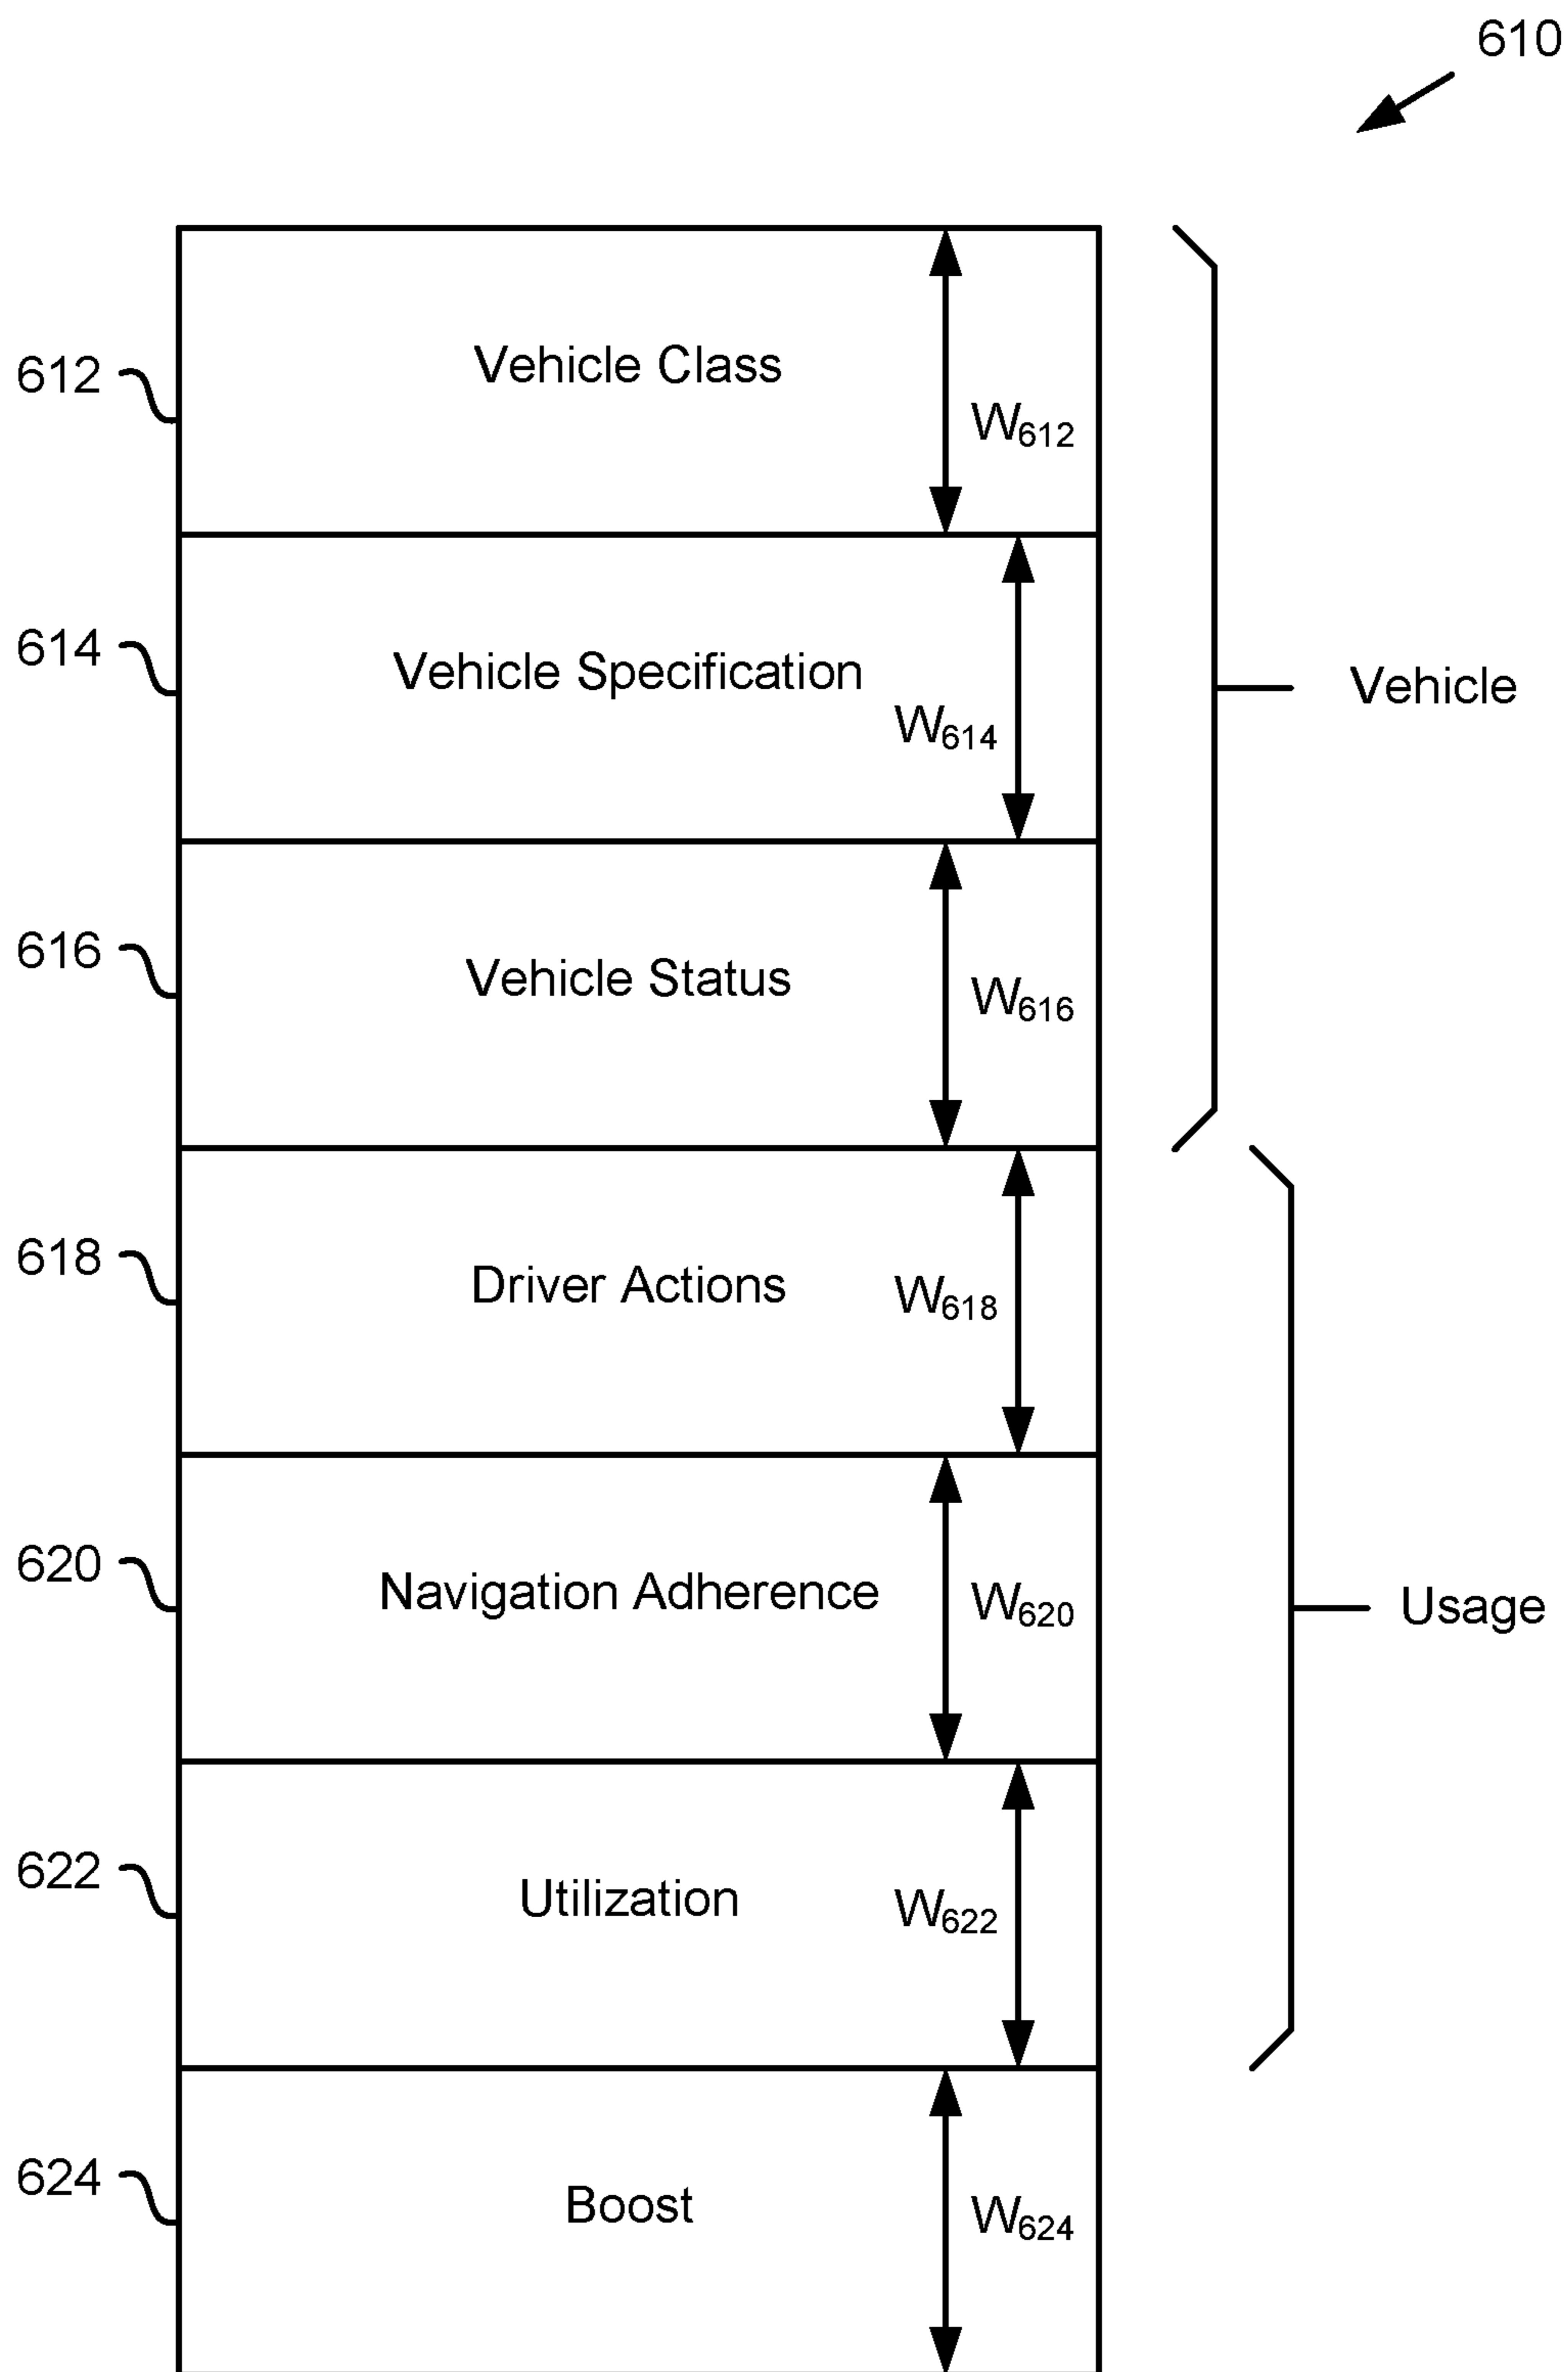 610
612
Vehicle Class
W612
614
Vehicle Specification
W614
Vehicle
616
Vehicle Status
W616
618
Driver Actions
W618
620
Navigation Adherence
W620
Usage
622
Utilization
W622
624
Boost
W624